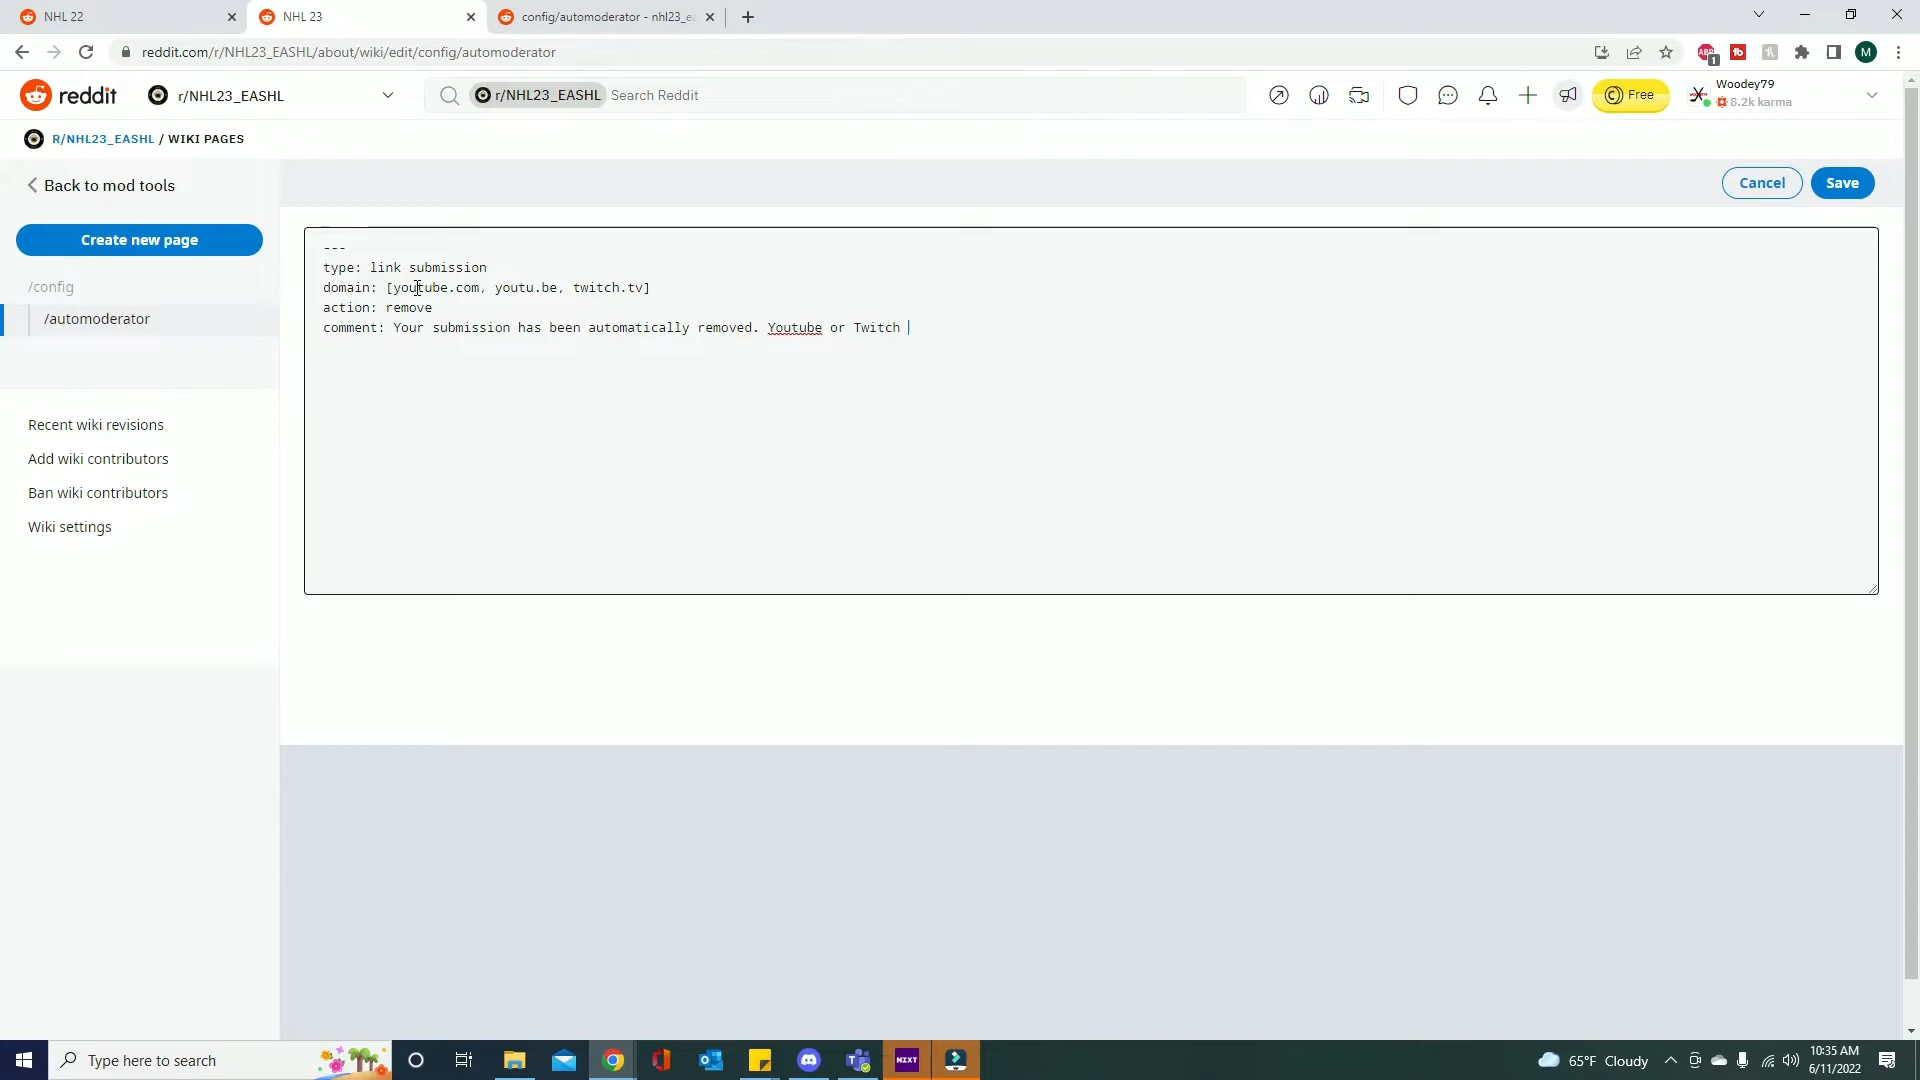 NHL 22
NHL 23
config/automoderator - nhl23_ea
reddit.com/r/NHL23_EASHL/about/wiki/edit/config/automoderator
ABP
1
M
reddit
r/NHL23_EASHL
r/NHL23_EASHL
Search Reddit
Free
Woodey79
8.2k karma
R/NHL23_EASHL / WIKI PAGES
Back to mod tools
Cancel
Save
Create new page
/config
/automoderator
Recent wiki revisions
Add wiki contributors
Ban wiki contributors
Wiki settings
---
type: link submission
domain: [youtube.com, youtu.be, twitch.tv]
action: remove
comment: Your submission has been automatically removed. Youtube or Twitch
Type here to search
NZXT
65°F Cloudy
10:35 AM
6/11/2022